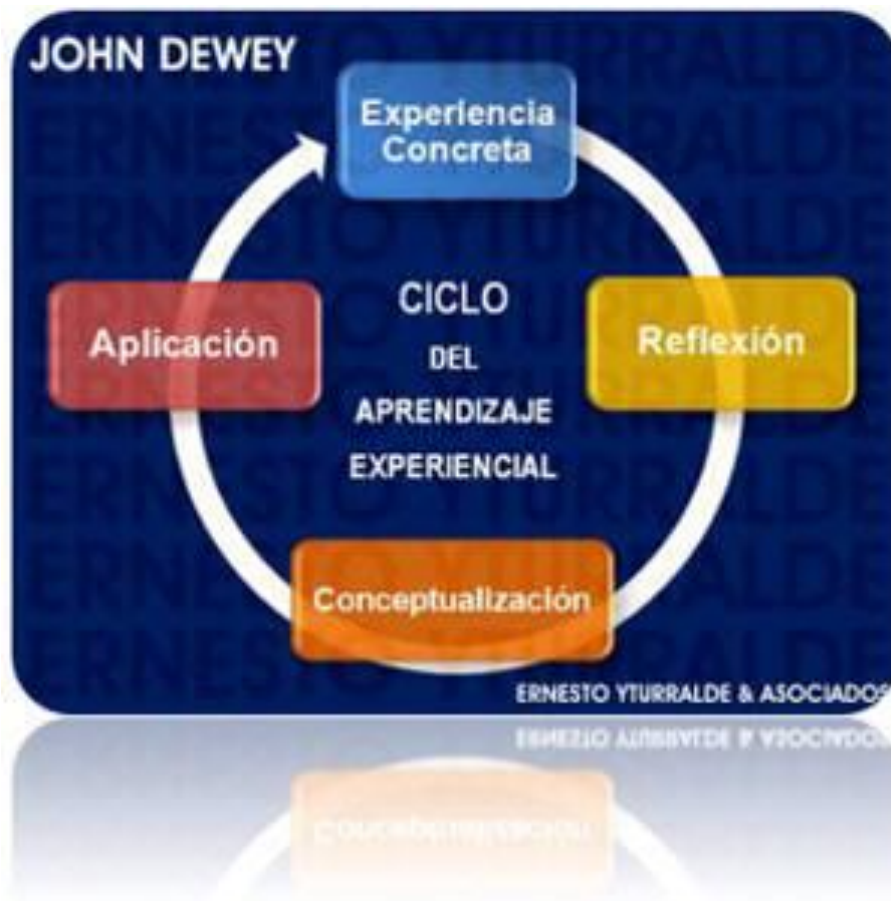 JOHN DEWEY
Experiencia
Concreta
Aplicación
CICLO
DEL
APRENDIZAJE
EXPERIENCIAL
Reflexión
Conceptualización
ERNESTO YTURRALDE & ASOCIADOS